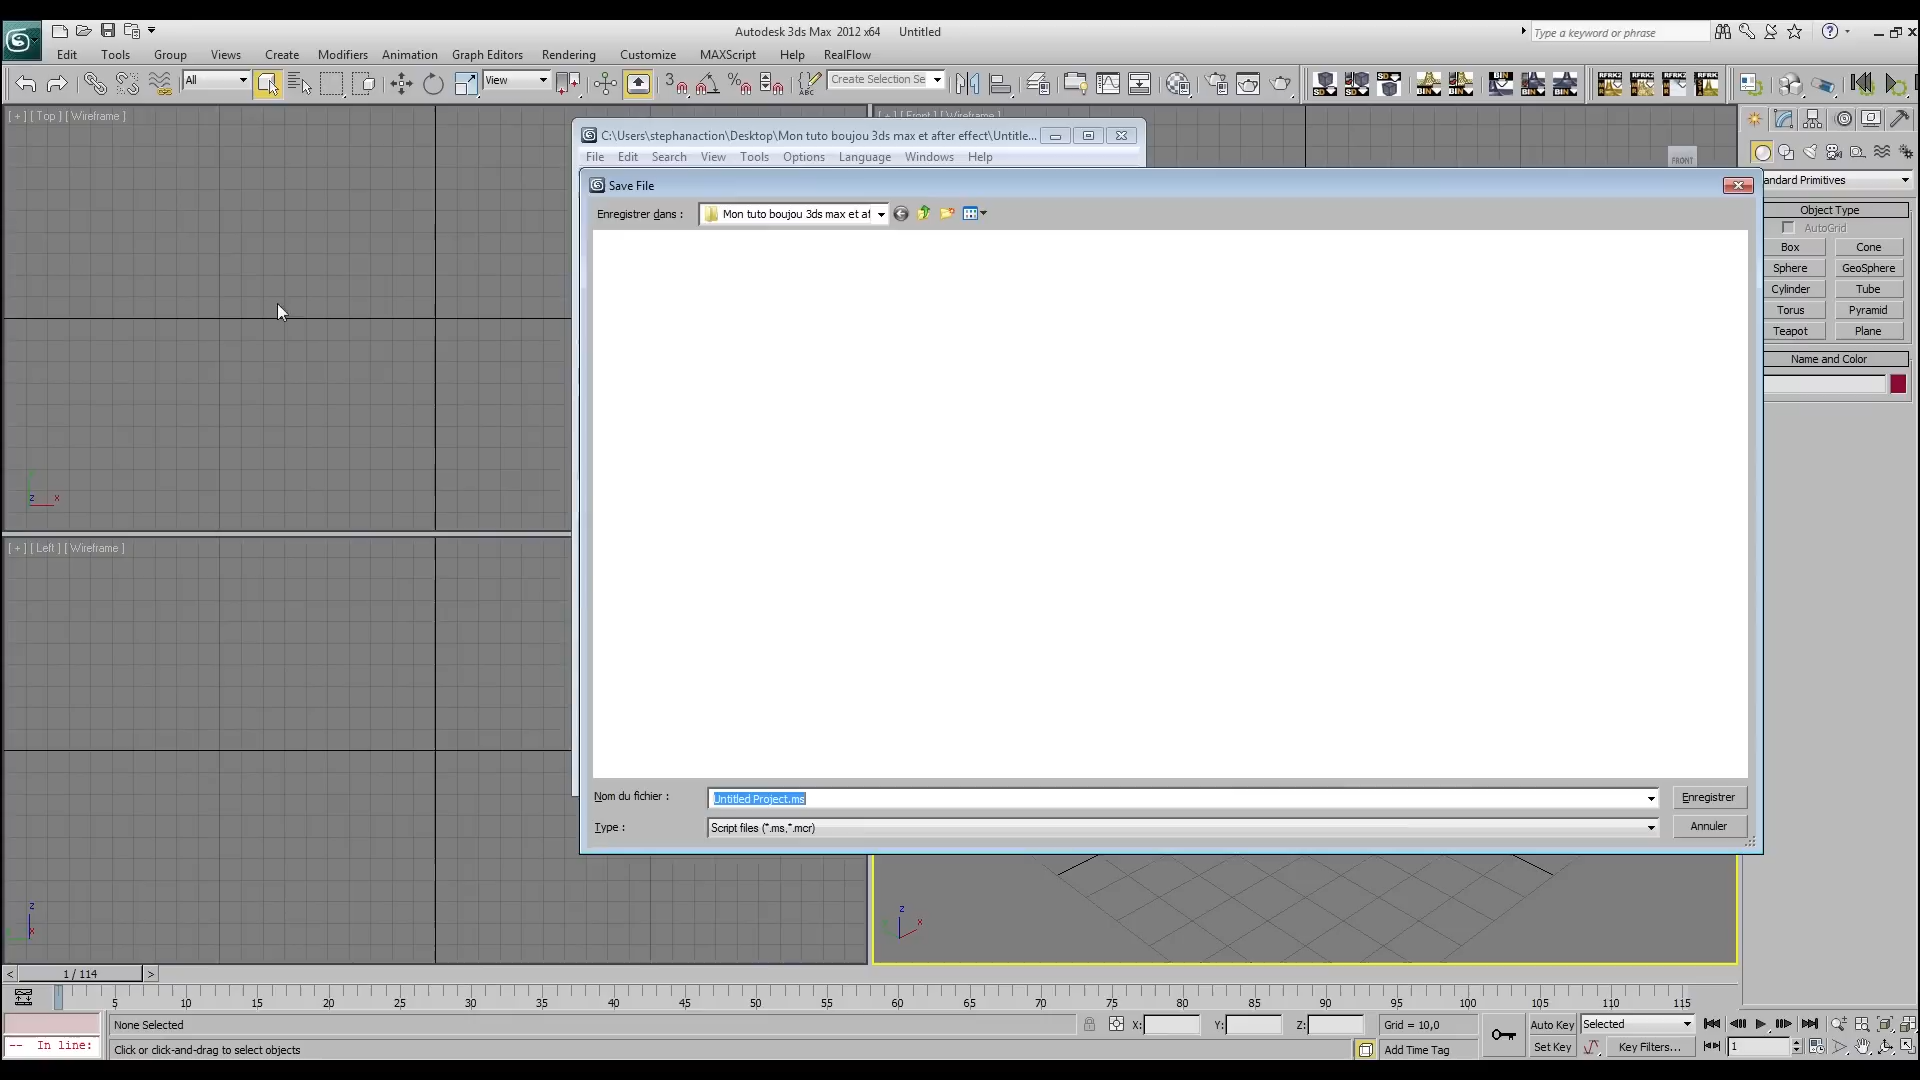 Autodesk 3ds Max 2012 x64 Untitled
Type a keyword or phrase
Edit Tools Group Views Create Modifiers Animation Graph Editors Rendering Customize MAXScript Help RealFlow
All View Create Selection Se
[ + ] [ Top ] [ Wireframe ]
[ + ] [ Front ] [ Wireframe ]
FRONT
C:\Users\stephanaction\Desktop\Mon tuto boujou 3ds max et after effect\Untitle...
File Edit Search View Tools Options Language Windows Help
Save File
Enregistrer dans : Mon tuto boujou 3ds max et af
Nom du fichier : Untitled Project.ms
Enregistrer
Type : Script files (*.ms,*.mcr)
Annuler
andard Primitives
Object Type
AutoGrid
Box Cone
Sphere GeoSphere
Cylinder Tube
Torus Pyramid
Teapot Plane
Name and Color
z x
[ + ] [ Left ] [ Wireframe ]
z
x
z x
< 1 / 114 >
5 10 15 20 25 30 35 40 45 50 55 60 65 70 75 80 85 90 95 100 105 110 115
None Selected X: Y: Z: Grid = 10,0 Auto Key Selected
-- In line: Click or click-and-drag to select objects Add Time Tag Set Key Key Filters... 1